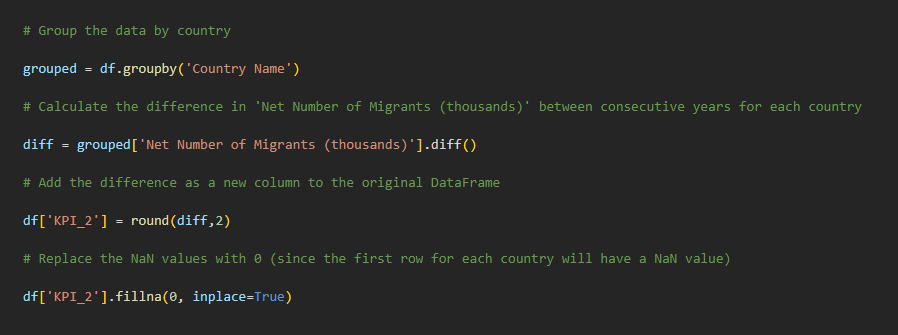 # Group the data by country
grouped = df.groupby('Country Name')
# Calculate the difference in 'Net Number of Migrants (thousands)' between consecutive years for each country
diff = grouped['Net Number of Migrants (thousands)'].diff()
# Add the difference as a new column to the original DataFrame
df['KPI_2'] = round(diff,2)
# Replace the NaN values with 0 (since the first row for each country will have a NaN value)
df['KPI_2'].fillna(0, inplace=True)